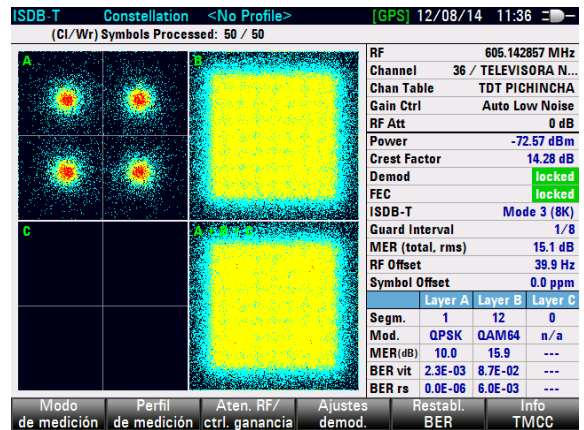 ISDB-T Constellation <No Profile> [GPS] 12/08/14 11:36
(Cl/Wr) Symbols Processed: 50 / 50
A
B
C
A + B + C
RF 605.142857 MHz
Channel 36 / TELEVISORA N...
Chan Table TDT PICHINCHA
Gain Ctrl Auto Low Noise
RF Att 0 dB
Power -72.57 dBm
Crest Factor 14.28 dB
Demod locked
FEC locked
ISDB-T Mode 3 (8K)
Guard Interval 1/8
MER (total, rms) 15.1 dB
RF Offset 39.9 Hz
Symbol Offset 0.0 ppm
Layer A Layer B Layer C
Segm. 1 12 0
Mod. QPSK QAM64 n/a
MER(dB) 10.0 15.9 ---
BER vit 2.3E-03 8.7E-02 ---
BER rs 0.0E-06 6.0E-03 ---
Modo de medición
Perfil de medición
Aten. RF/ ctrl. ganancia
Ajustes demod.
Restabl. BER
Info TMCC